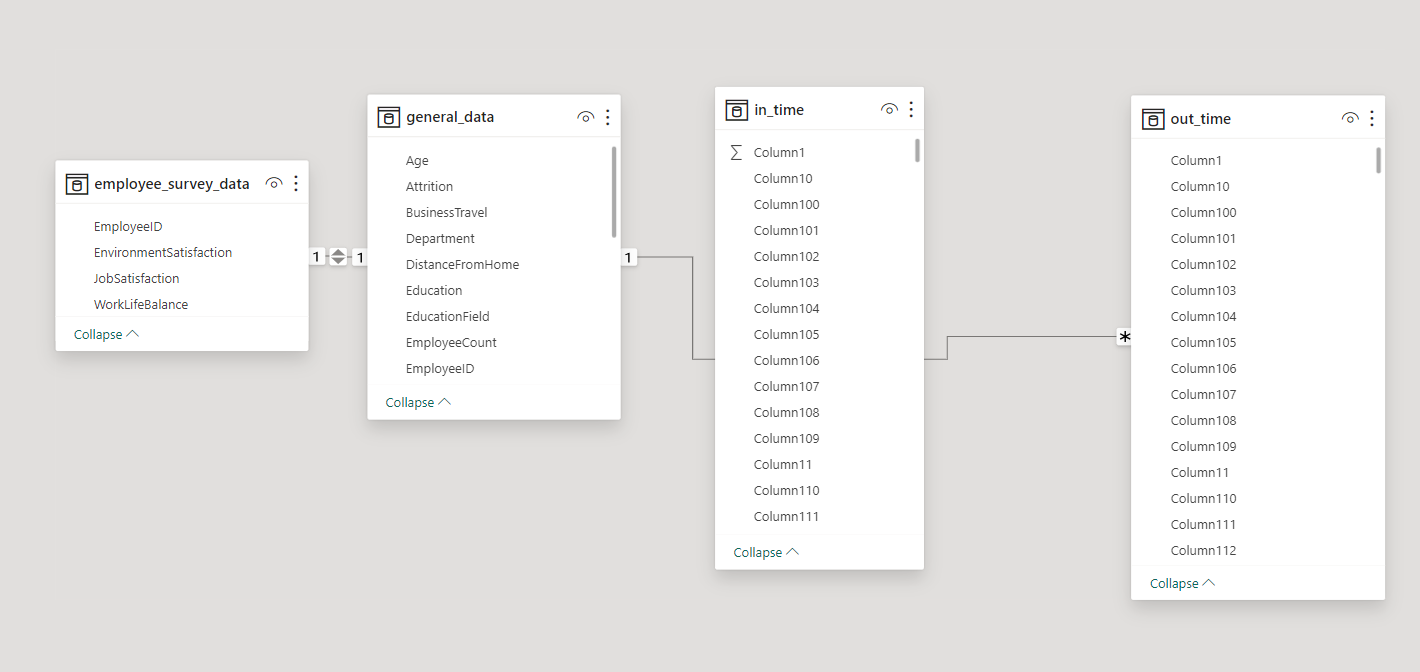 employee_survey_data
EmployeeID
EnvironmentSatisfaction
JobSatisfaction
WorkLifeBalance
Collapse
1
1
general_data
Age
Attrition
BusinessTravel
Department
DistanceFromHome
Education
EducationField
EmployeeCount
EmployeeID
Collapse
1
in_time
Σ Column1
Column10
Column100
Column101
Column102
Column103
Column104
Column105
Column106
Column107
Column108
Column109
Column11
Column110
Column111
Collapse
*
out_time
Column1
Column10
Column100
Column101
Column102
Column103
Column104
Column105
Column106
Column107
Column108
Column109
Column11
Column110
Column111
Column112
Collapse